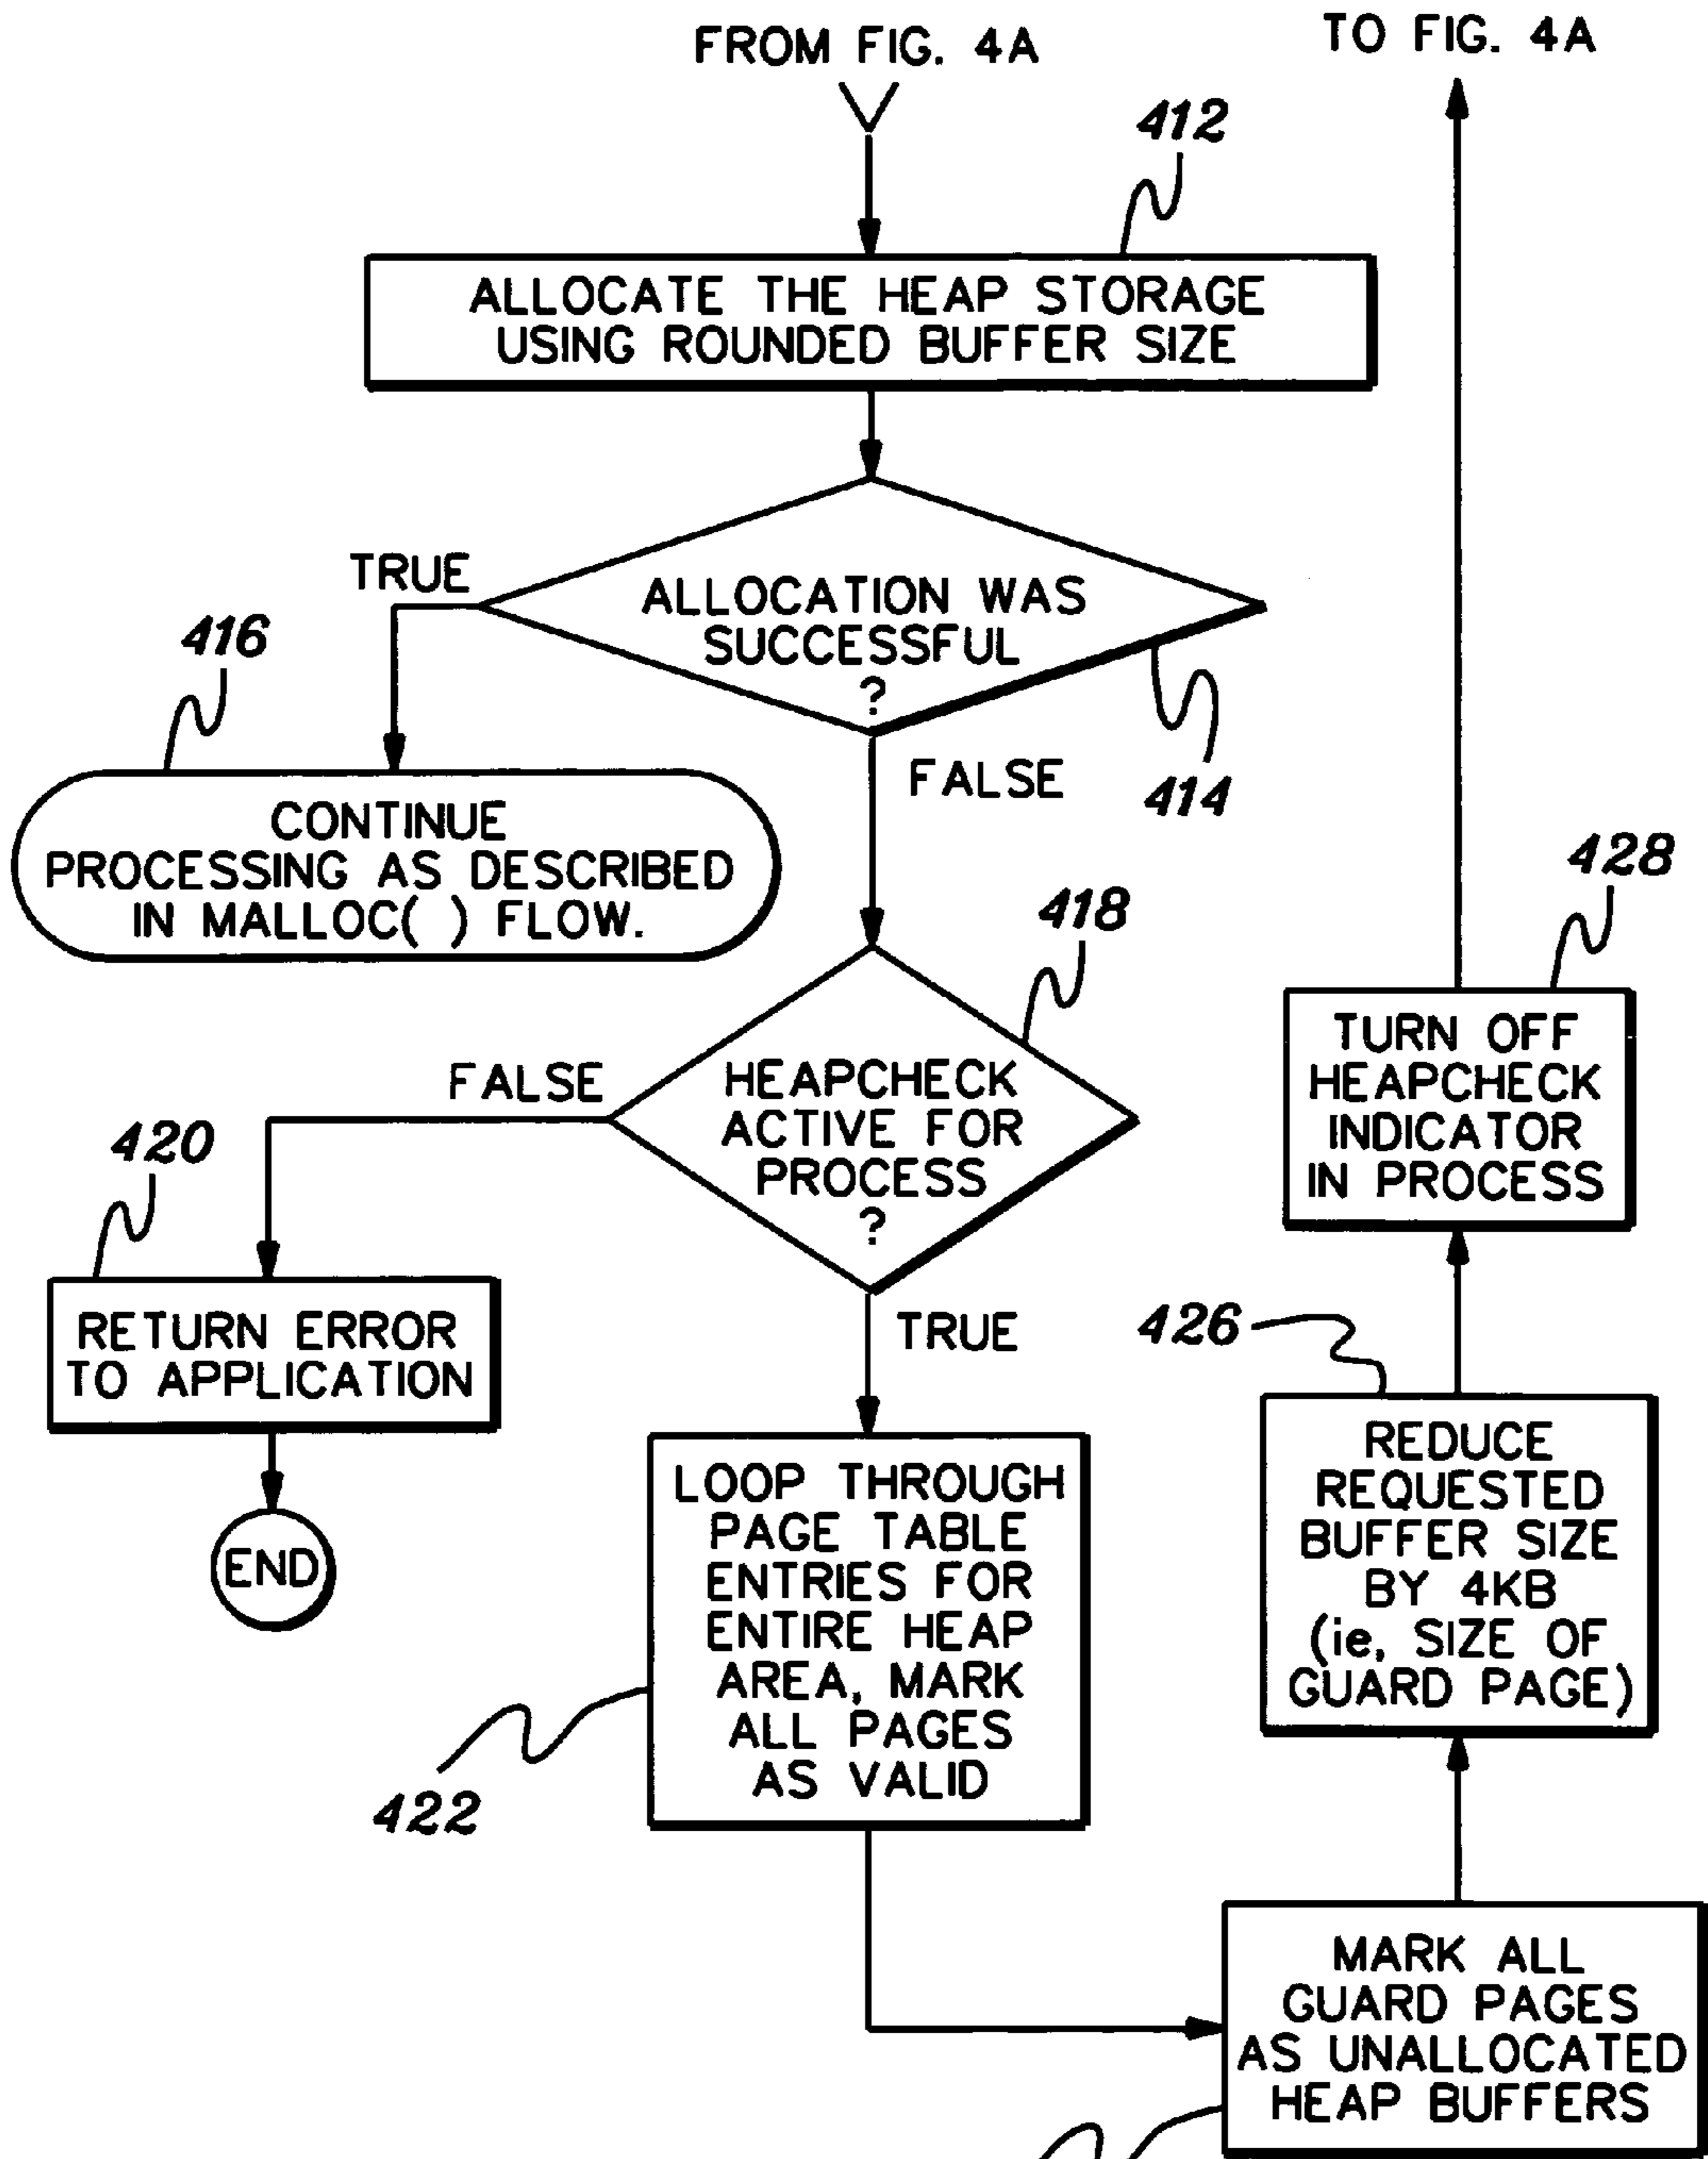 FROM FIG. 4A
TO FIG. 4A
412
ALLOCATE THE HEAP STORAGE
USING ROUNDED BUFFER SIZE
TRUE
ALLOCATION WAS
SUCCESSFUL
?
416
414
FALSE
CONTINUE
PROCESSING AS DESCRIBED
IN MALLOC( ) FLOW.
418
428
FALSE
HEAPCHECK
ACTIVE FOR
PROCESS
?
TURN OFF
HEAPCHECK
INDICATOR
IN PROCESS
420
RETURN ERROR
TO APPLICATION
END
TRUE
426
LOOP THROUGH
PAGE TABLE
ENTRIES FOR
ENTIRE HEAP
AREA, MARK
ALL PAGES
AS VALID
422
REDUCE
REQUESTED
BUFFER SIZE
BY 4KB
(ie, SIZE OF
GUARD PAGE)
MARK ALL
GUARD PAGES
AS UNALLOCATED
HEAP BUFFERS